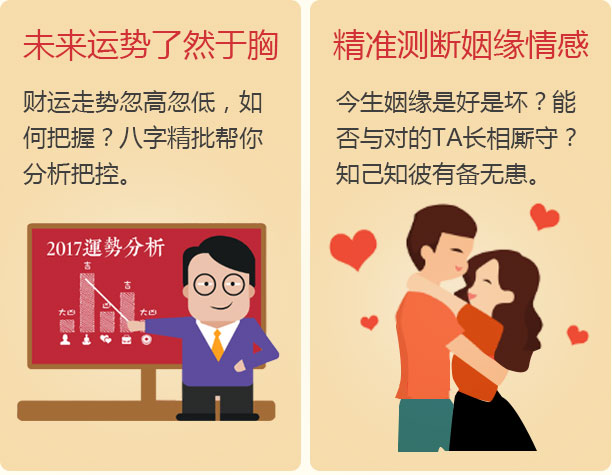 未来运势了然于胸
财运走势忽高忽低，如
何把握？八字精批帮你
分析把控。
2017運勢分析
吉
吉
大凶
凶
大凶
精准测断姻缘情感
今生姻缘是好是坏？能
否与对的TA长相厮守？
知己知彼有备无患。